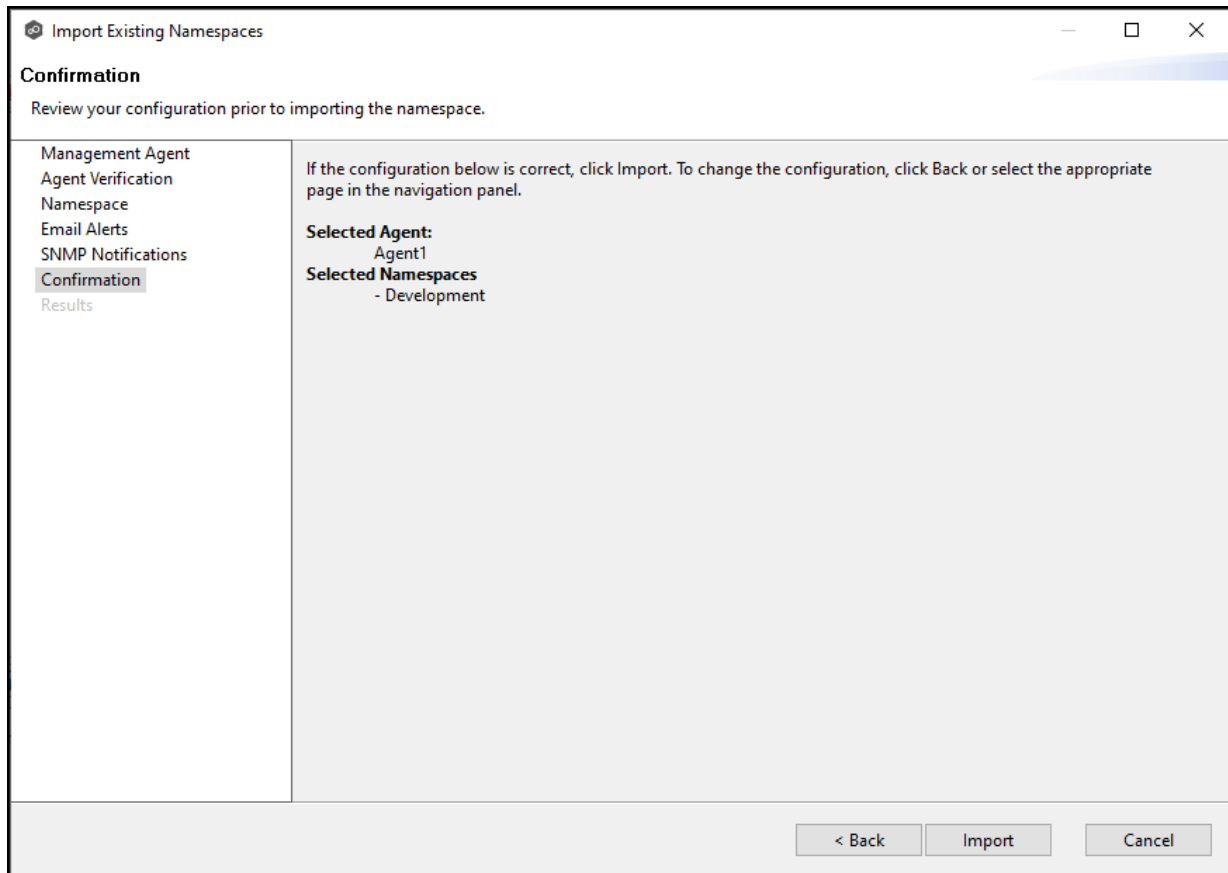 Import Existing Namespaces
Confirmation
Review your configuration prior to importing the namespace.
Management Agent
Agent Verification
Namespace
Email Alerts
SNMP Notifications
Confirmation
Results
If the configuration below is correct, click Import. To change the configuration, click Back or select the appropriate
page in the navigation panel.
Selected Agent:
Agent1
Selected Namespaces
- Development
< Back
Import
Cancel